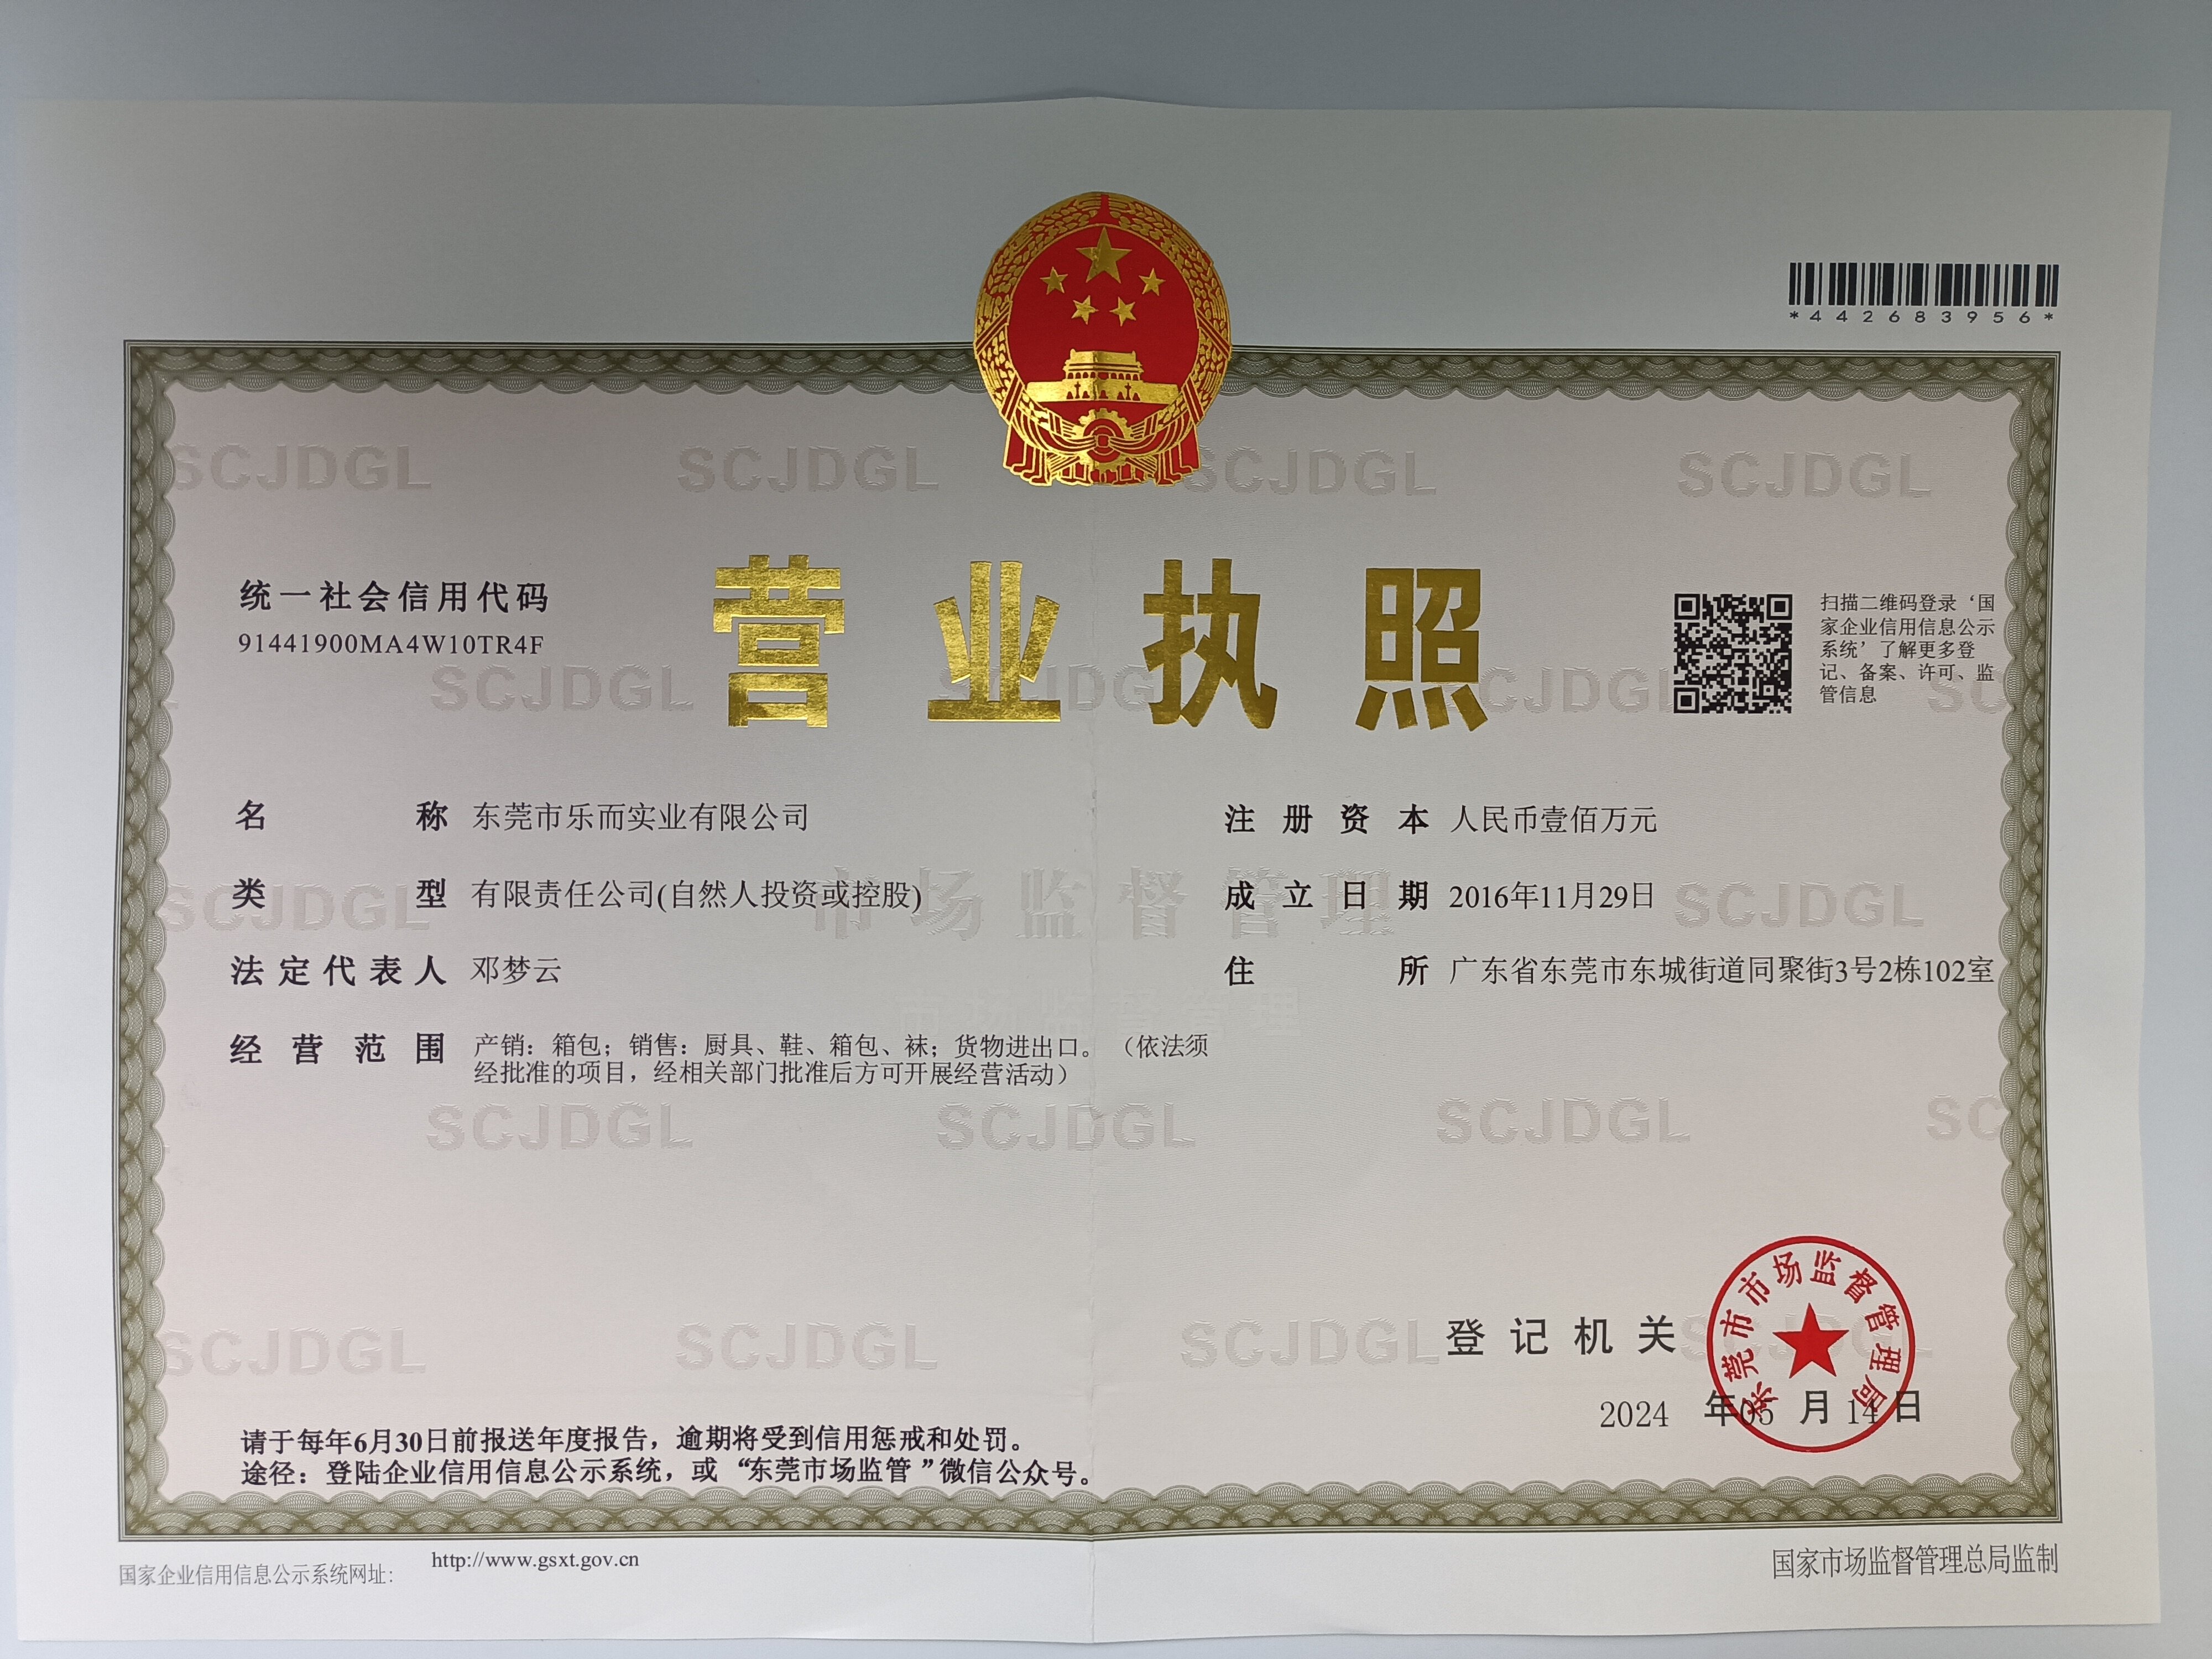 *442683956*
营业执照
统一社会信用代码
91441900MA4W10TR4F
扫描二维码登录‘国
家企业信用信息公示
系统’了解更多登
记、备案、许可、监
管信息
名称 东莞市乐而实业有限公司
类型 有限责任公司(自然人投资或控股)
法定代表人 邓梦云
经营范围 产销：箱包；销售：厨具、鞋、箱包、袜；货物进出口。（依法须
经批准的项目，经相关部门批准后方可开展经营活动）
注册资本 人民币壹佰万元
成立日期 2016年11月29日
住所 广东省东莞市东城街道同聚街3号2栋102室
SCJDGL
市场监督管理
登记机关
东莞市市场监督管理局
2024 年05 月 14 日
请于每年6月30日前报送年度报告，逾期将受到信用惩戒和处罚。
途径：登陆企业信用信息公示系统，或“东莞市场监管”微信公众号。
国家企业信用信息公示系统网址： http://www.gsxt.gov.cn
国家市场监督管理总局监制